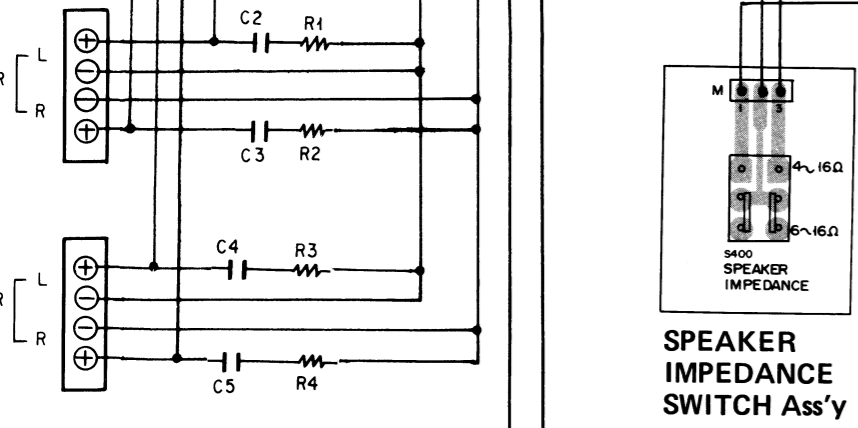 C2
R1
L
R
R
C3
R2
C4
R3
L
R
R
C5
R4
M
1
3
4~16Ω
6~16Ω
S400
SPEAKER
IMPEDANCE
SPEAKER
IMPEDANCE
SWITCH Ass'y